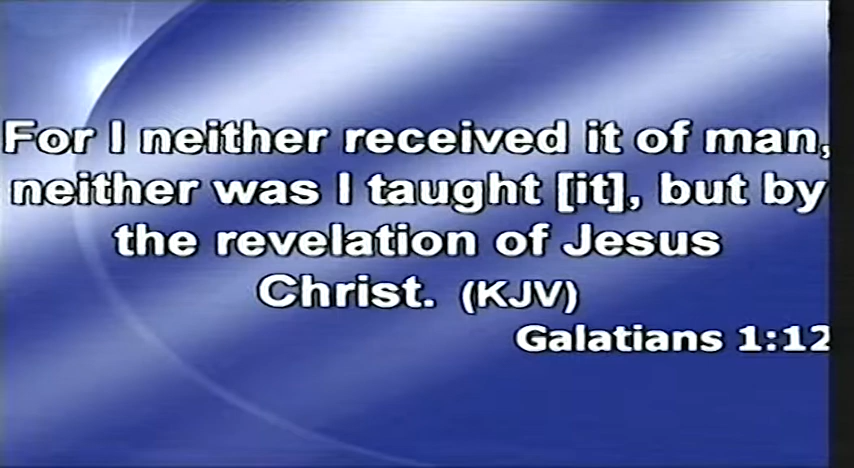 For I neither received it of man,
neither was I taught [it], but by
the revelation of Jesus
Christ. (KJV)
Galatians 1:12